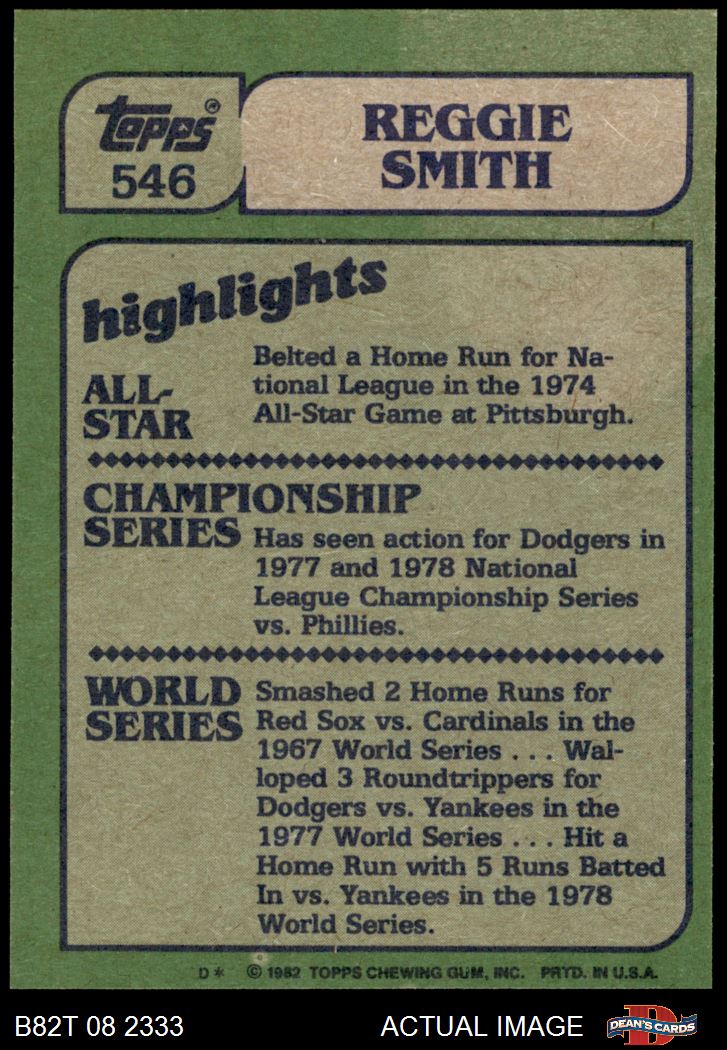 topps®
546
REGGIE
SMITH
highlights
ALL-
STAR
Belted a Home Run for Na-
tional League in the 1974
All-Star Game at Pittsburgh.
CHAMPIONSHIP
SERIES
Has seen action for Dodgers in
1977 and 1978 National
League Championship Series
vs. Phillies.
WORLD
SERIES
Smashed 2 Home Runs for
Red Sox vs. Cardinals in the
1967 World Series . . . Wal-
loped 3 Roundtrippers for
Dodgers vs. Yankees in the
1977 World Series . . . Hit a
Home Run with 5 Runs Batted
In vs. Yankees in the 1978
World Series.
D* © 1982 TOPPS CHEWING GUM, INC. PRTD. IN U.S.A.
B82T 08 2333 ACTUAL IMAGE D DEAN'S CARDS